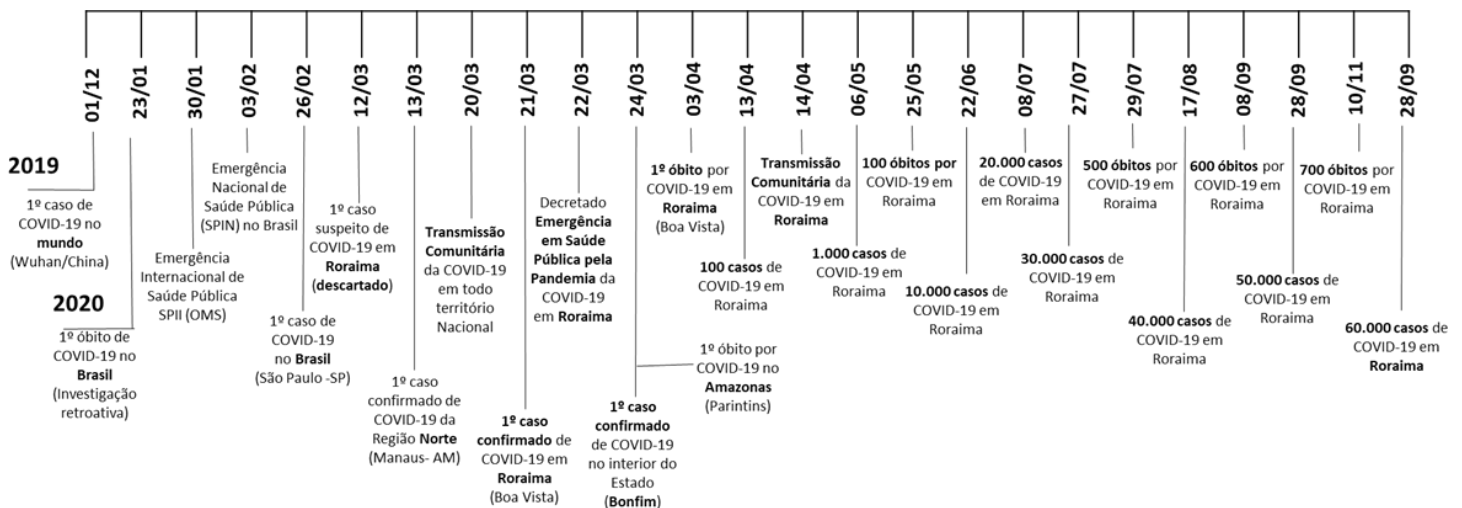 01/12
23/01
30/01
03/02
26/02
12/03
13/03
20/03
21/03
22/03
24/03
03/04
13/04
14/04
06/05
25/05
22/06
08/07
27/07
29/07
17/08
08/09
28/09
10/11
28/09
2019
1º caso de
COVID-19 no
mundo
(Wuhan/China)
2020
1º óbito de
COVID-19 no
Brasil
(Investigação
retroativa)
Emergência
Internacional de
Saúde Pública
SPII (OMS)
Emergência
Nacional de
Saúde Pública
(SPIN) no Brasil
1º caso de
COVID-19
no Brasil
(São Paulo -SP)
1º caso
suspeito de
COVID-19 em
Roraima
(descartado)
1º caso
confirmado de
COVID-19 da
Região Norte
(Manaus- AM)
Transmissão
Comunitária
da COVID-19
em todo
território
Nacional
1º caso
confirmado de
COVID-19 em
Roraima
(Boa Vista)
Decretado
Emergência
em Saúde
Pública pela
Pandemia da
COVID-19
em Roraima
1º caso
confirmado
de COVID-19
no interior do
Estado
(Bonfim)
1º óbito por
COVID-19 no
Amazonas
(Parintins)
1º óbito por
COVID-19 em
Roraima
(Boa Vista)
100 casos de
COVID-19 em
Roraima
Transmissão
Comunitária da
COVID-19 em
Roraima
1.000 casos de
COVID-19 em
Roraima
100 óbitos por
COVID-19 em
Roraima
10.000 casos de
COVID-19 em
Roraima
20.000 casos
de COVID-19
em Roraima
30.000 casos de
COVID-19 em
Roraima
500 óbitos por
COVID-19 em
Roraima
40.000 casos de
COVID-19 em
Roraima
600 óbitos por
COVID-19 em
Roraima
50.000 casos de
COVID-19 em
Roraima
700 óbitos por
COVID-19 em
Roraima
60.000 casos de
COVID-19 em
Roraima